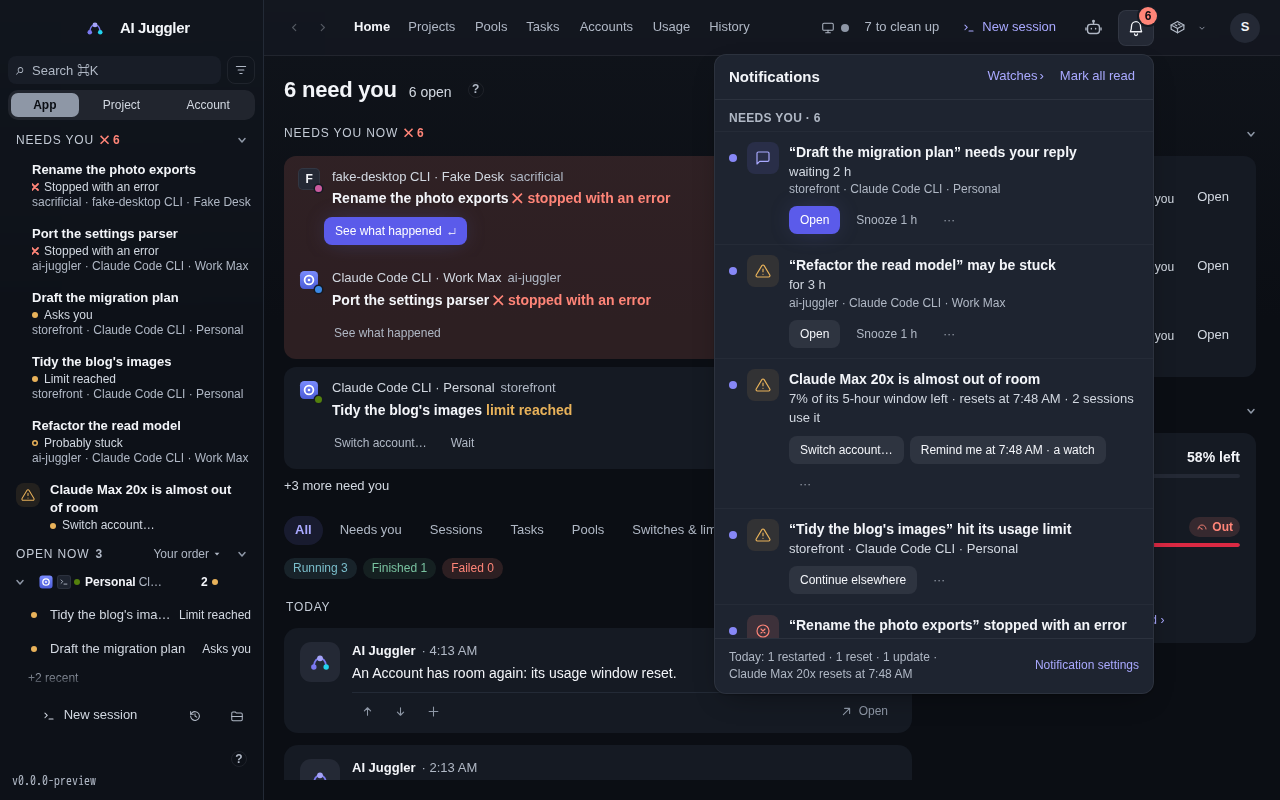 AI Juggler
Search ⌘K
App Project Account
NEEDS YOU 6
Rename the photo exports
Stopped with an error
sacrificial · fake-desktop CLI · Fake Desk
Port the settings parser
Stopped with an error
ai-juggler · Claude Code CLI · Work Max
Draft the migration plan
Asks you
storefront · Claude Code CLI · Personal
Tidy the blog's images
Limit reached
storefront · Claude Code CLI · Personal
Refactor the read model
Probably stuck
ai-juggler · Claude Code CLI · Work Max
Claude Max 20x is almost out
of room
Switch account…
OPEN NOW 3 Your order
Personal Cl… 2
Tidy the blog's ima… Limit reached
Draft the migration plan Asks you
+2 recent
New session
?
v0.0.0-preview
Home Projects Pools Tasks Accounts Usage History
7 to clean up
New session
6
S
6 need you 6 open ?
NEEDS YOU NOW 6
F
fake-desktop CLI · Fake Desk sacrificial
Rename the photo exports stopped with an error
See what happened
Claude Code CLI · Work Max ai-juggler
Port the settings parser stopped with an error
See what happened
Claude Code CLI · Personal storefront
Tidy the blog's images limit reached
Switch account… Wait
+3 more need you
All Needs you Sessions Tasks Pools Switches & lim
Running 3 Finished 1 Failed 0
TODAY
AI Juggler · 4:13 AM
An Account has room again: its usage window reset.
Open
AI Juggler · 2:13 AM
Notifications Watches › Mark all read
NEEDS YOU · 6
“Draft the migration plan” needs your reply
waiting 2 h
storefront · Claude Code CLI · Personal
Open Snooze 1 h ···
“Refactor the read model” may be stuck
for 3 h
ai-juggler · Claude Code CLI · Work Max
Open Snooze 1 h ···
Claude Max 20x is almost out of room
7% of its 5-hour window left · resets at 7:48 AM · 2 sessions
use it
Switch account… Remind me at 7:48 AM · a watch
···
“Tidy the blog's images” hit its usage limit
storefront · Claude Code CLI · Personal
Continue elsewhere ···
“Rename the photo exports” stopped with an error
Today: 1 restarted · 1 reset · 1 update ·
Claude Max 20x resets at 7:48 AM
Notification settings
you Open
you Open
you Open
58% left
Out
d ›